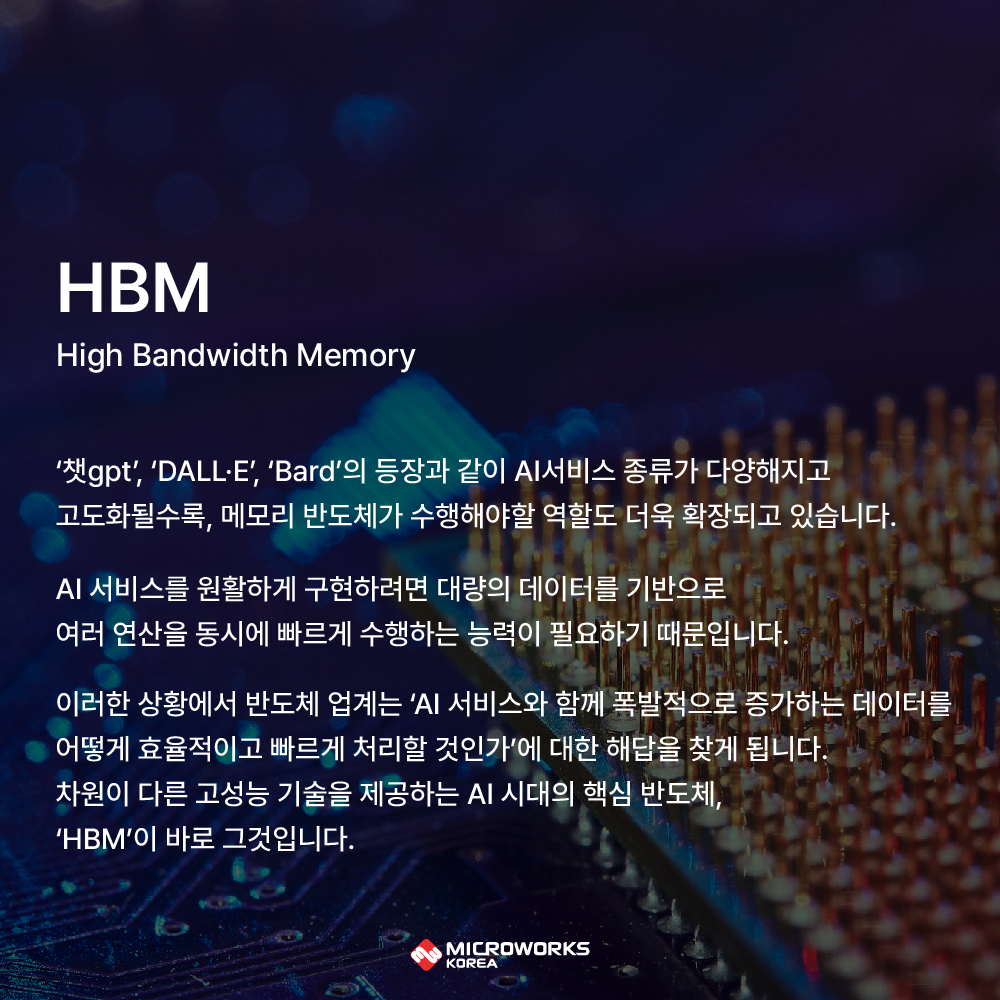 HBM
High Bandwidth Memory
‘챗gpt’, ‘DALL·E’, ‘Bard’의 등장과 같이 AI서비스 종류가 다양해지고
고도화될수록, 메모리 반도체가 수행해야할 역할도 더욱 확장되고 있습니다.
AI 서비스를 원활하게 구현하려면 대량의 데이터를 기반으로
여러 연산을 동시에 빠르게 수행하는 능력이 필요하기 때문입니다.
이러한 상황에서 반도체 업계는 ‘AI 서비스와 함께 폭발적으로 증가하는 데이터를
어떻게 효율적이고 빠르게 처리할 것인가’에 대한 해답을 찾게 됩니다.
차원이 다른 고성능 기술을 제공하는 AI 시대의 핵심 반도체,
‘HBM’이 바로 그것입니다.
MICROWORKS
KOREA